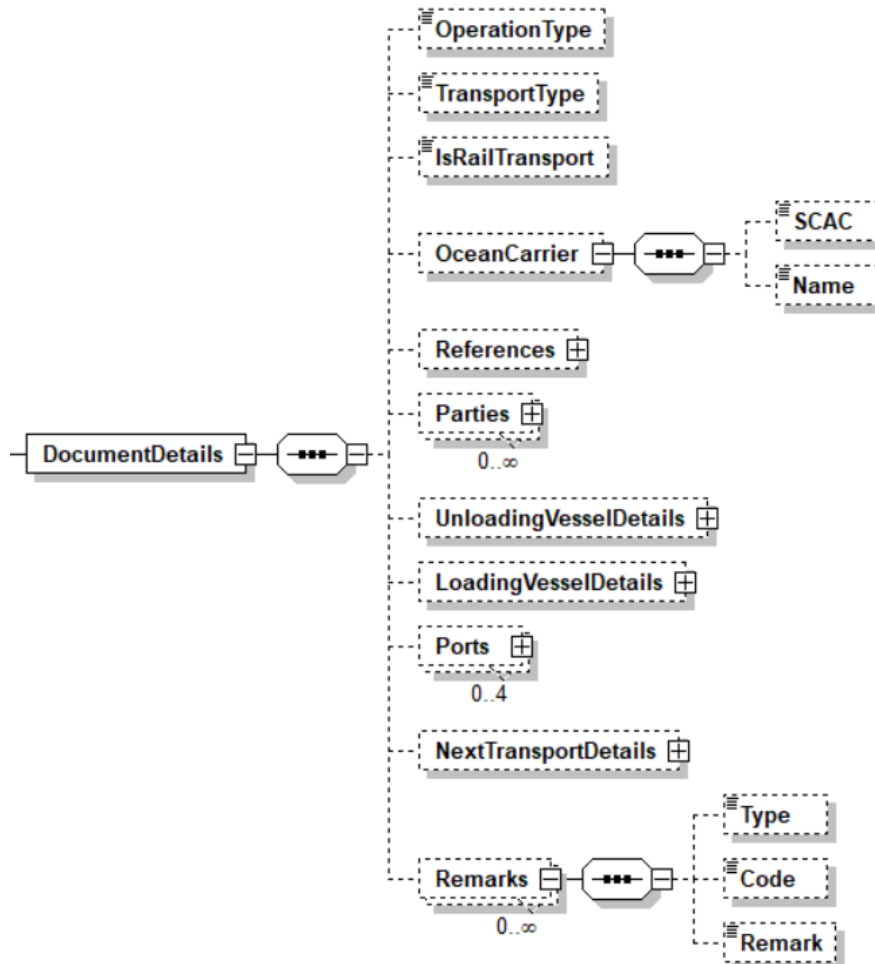 OperationType
TransportType
IsRailTransport
OceanCarrier
SCAC
Name
References
Parties
0..∞
DocumentDetails
UnloadingVesselDetails
LoadingVesselDetails
Ports
0..4
NextTransportDetails
Remarks
0..∞
Type
Code
Remark